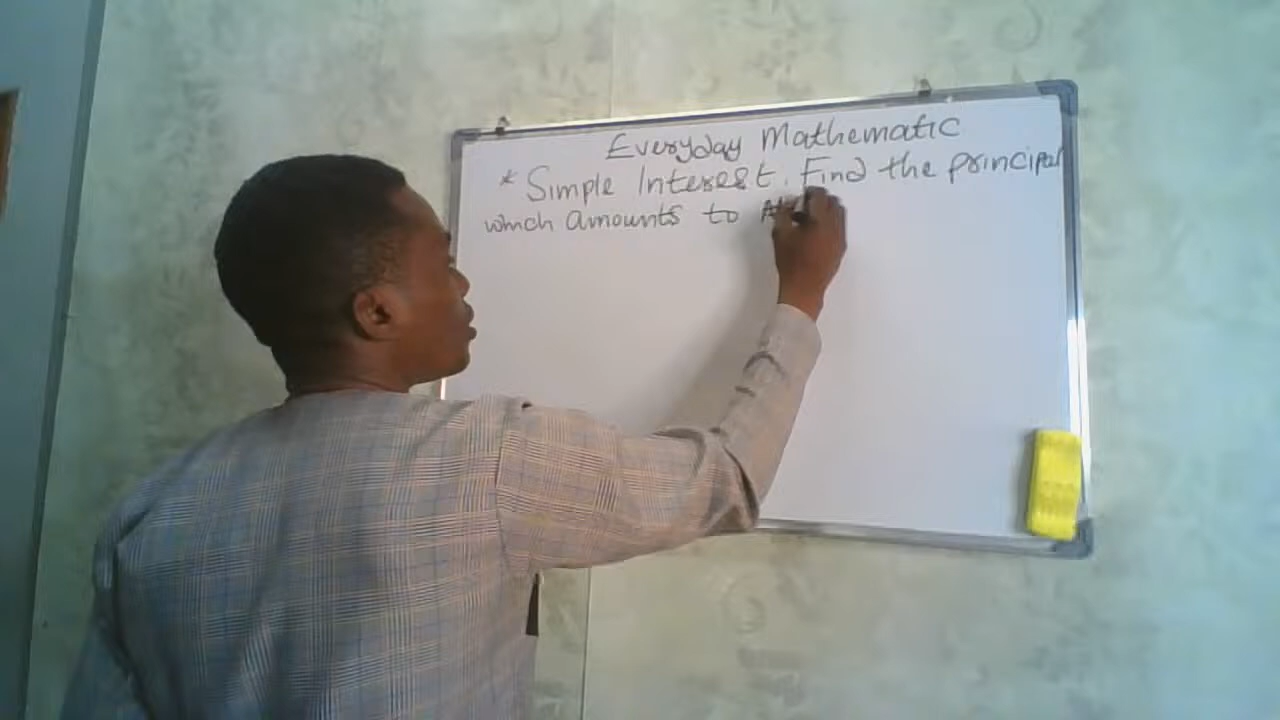 Everyday Mathematic
* Simple Interest. Find the principal
which amounts to